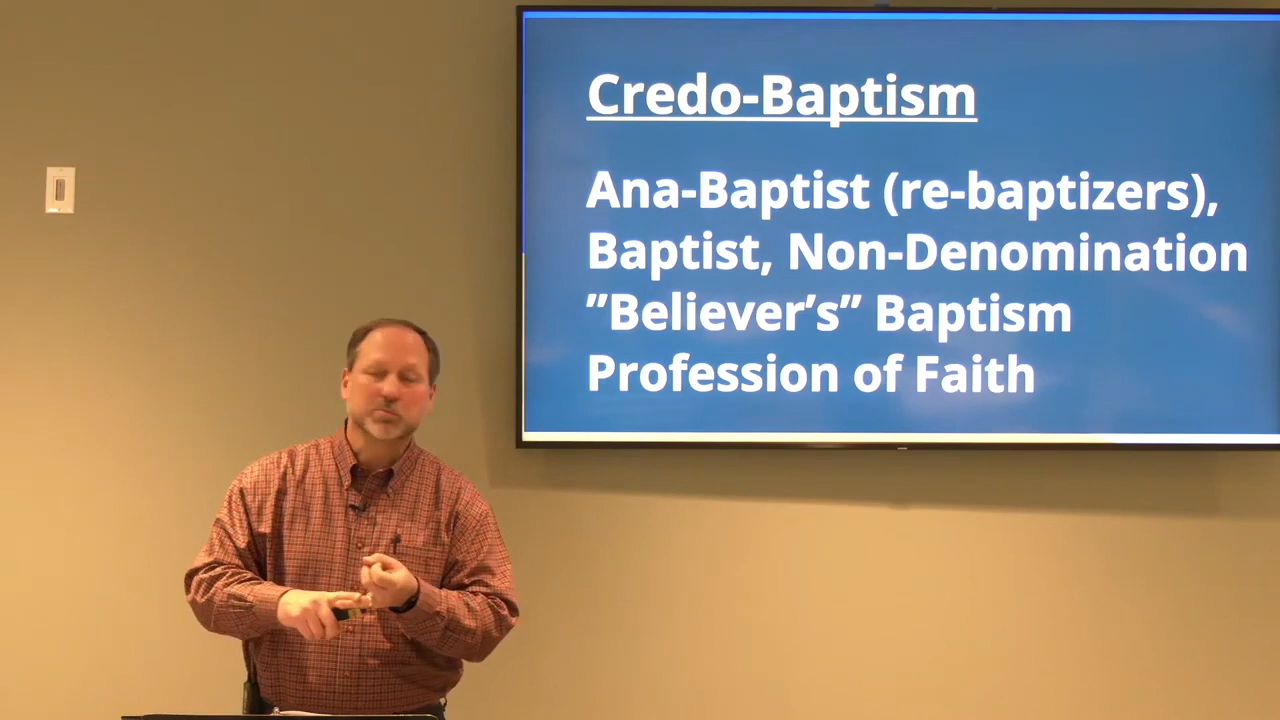 Credo-Baptism
Ana-Baptist (re-baptizers),
Baptist, Non-Denomination
”Believer’s” Baptism
Profession of Faith